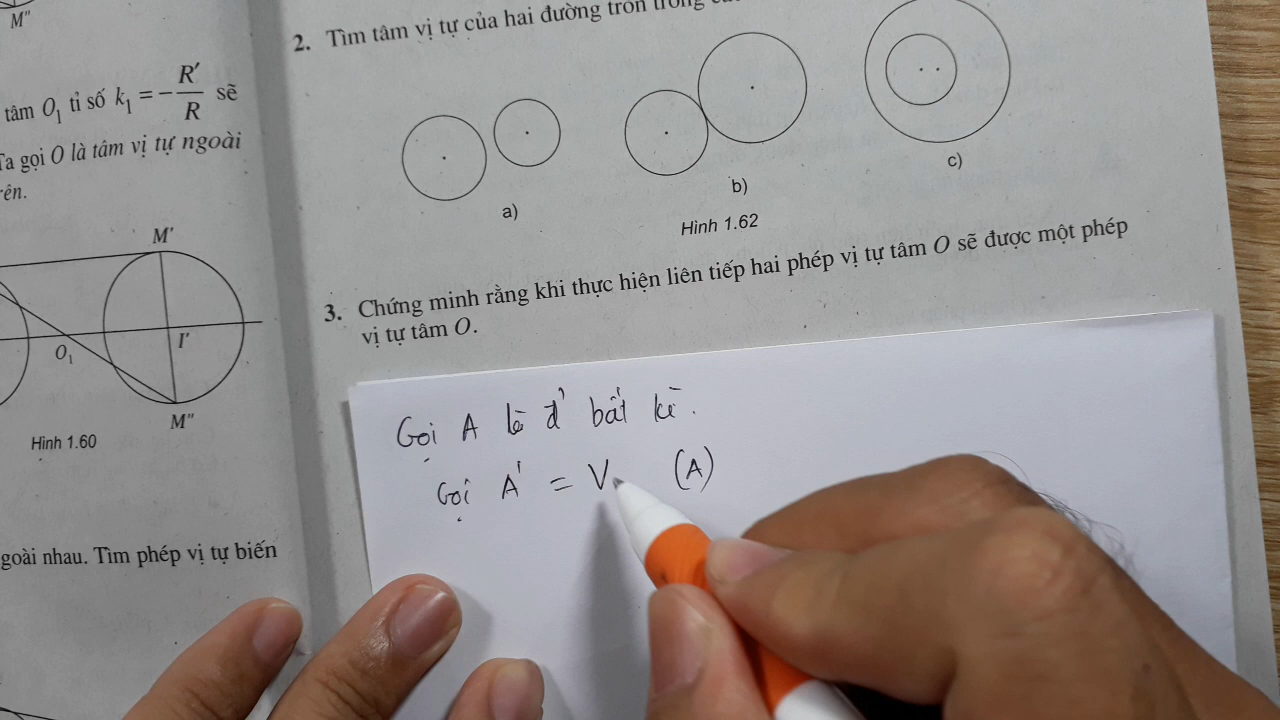 M"
tâm O₁ tỉ số k₁ = −R'/R sẽ
Ta gọi O là tâm vị tự ngoài
rên.
M'
O₁
I'
M"
Hình 1.60
goài nhau. Tìm phép vị tự biến
2. Tìm tâm vị tự của hai đường tròn trong
a)
b)
c)
Hình 1.62
3. Chứng minh rằng khi thực hiện liên tiếp hai phép vị tự tâm O sẽ được một phép
vị tự tâm O.
Gọi A là đ' bất kì.
Gọi A' = V (A)